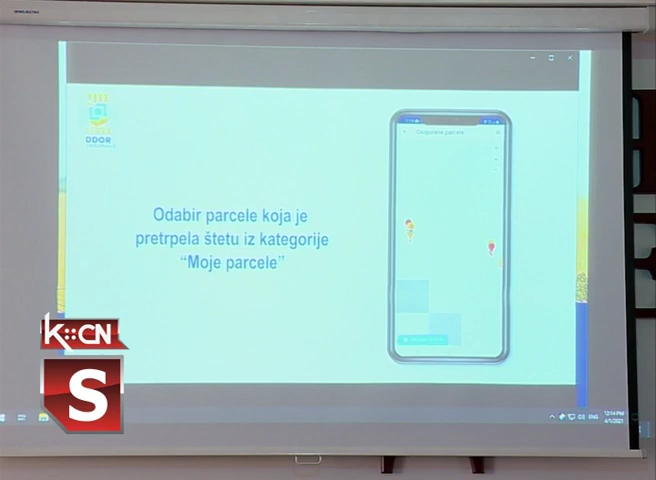 DDOR
Osigurane parcele
Odabir parcele koja je
pretrpela štetu iz kategorije
“Moje parcele”
K::CN
S
ENG
12:14 PM
4/1/2021